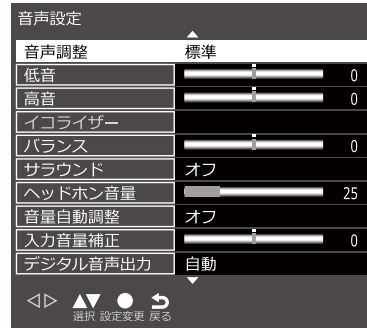 音声設定
音声調整 標準
低音 0
高音 0
イコライザー
バランス 0
サラウンド オフ
ヘッドホン音量 25
音量自動調整 オフ
入力音量補正 0
デジタル音声出力 自動
選択 設定変更 戻る